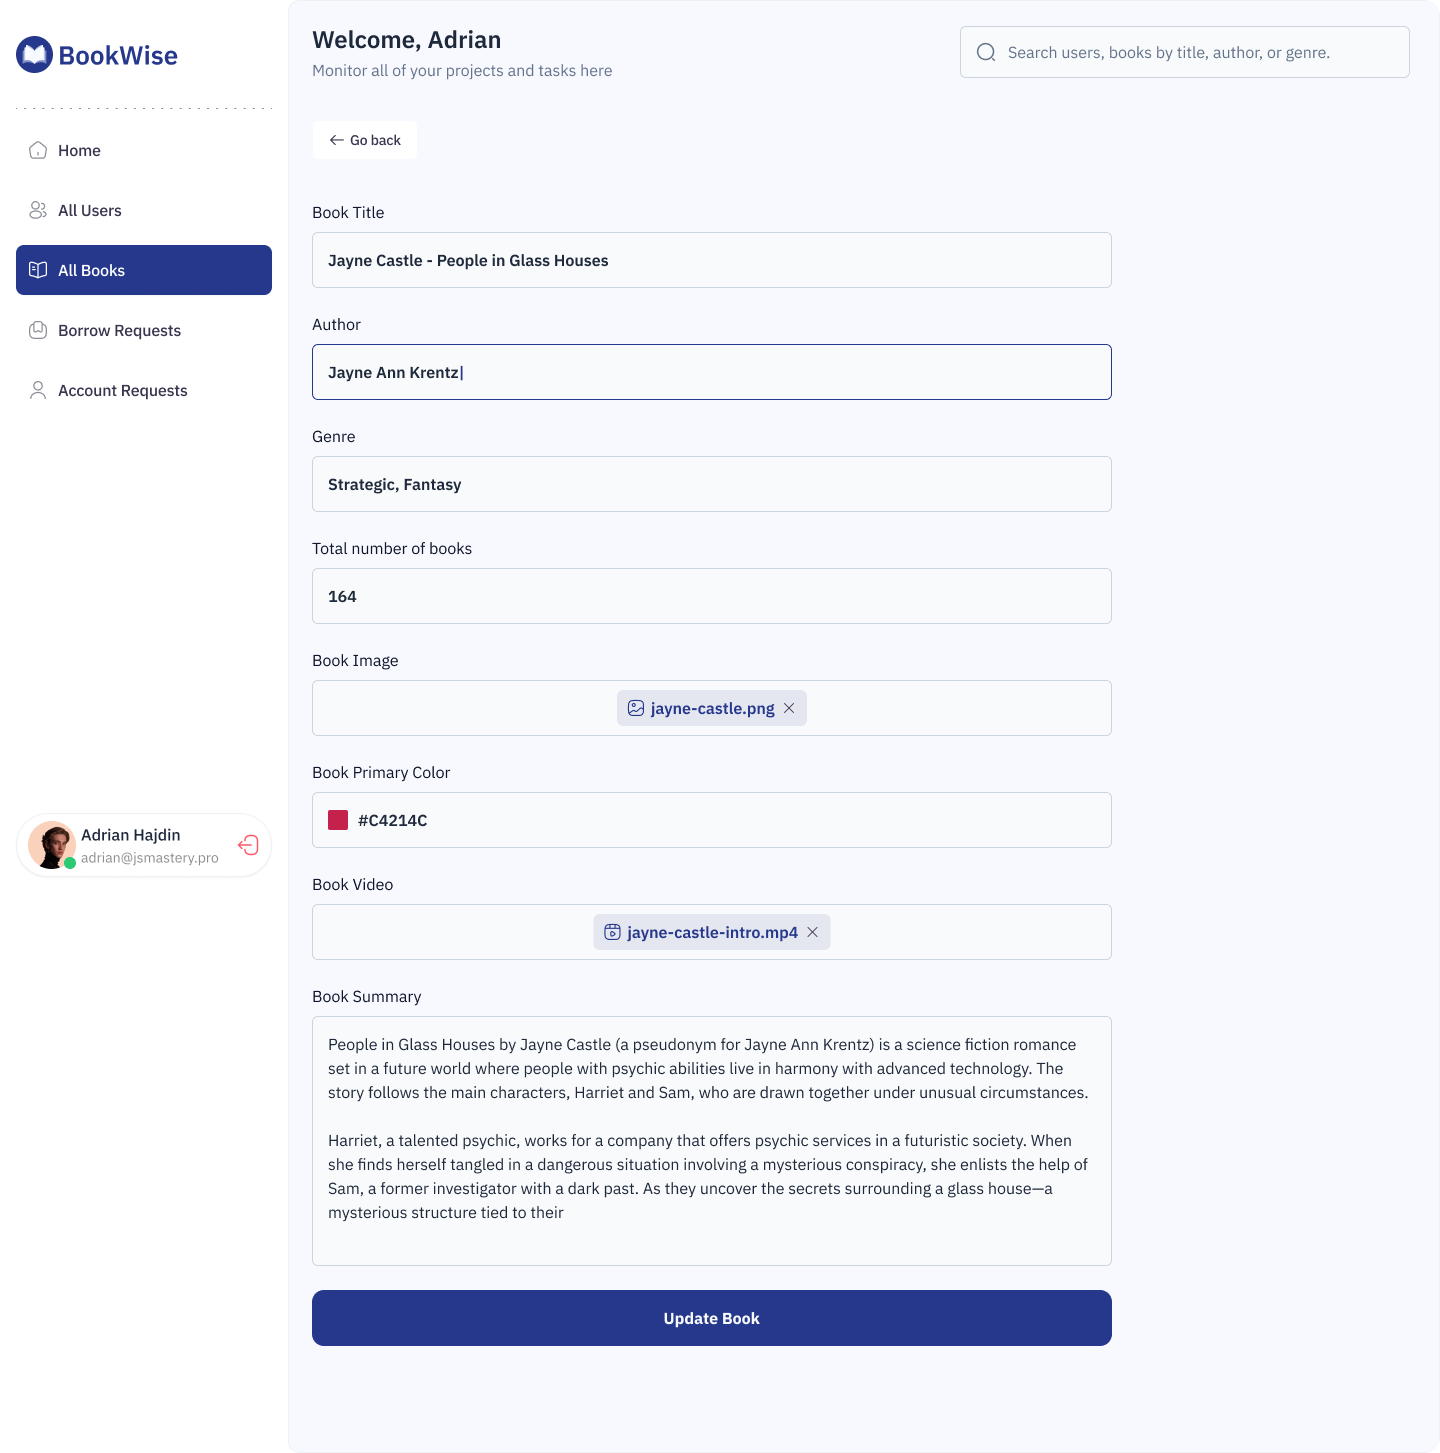 BookWise
Home
All Users
All Books
Borrow Requests
Account Requests
Adrian Hajdin
adrian@jsmastery.pro
Welcome, Adrian
Monitor all of your projects and tasks here
Search users, books by title, author, or genre.
Go back
Book Title
Jayne Castle - People in Glass Houses
Author
Jayne Ann Krentz
Genre
Strategic, Fantasy
Total number of books
164
Book Image
jayne-castle.png
Book Primary Color
#C4214C
Book Video
jayne-castle-intro.mp4
Book Summary
People in Glass Houses by Jayne Castle (a pseudonym for Jayne Ann Krentz) is a science fiction romance
set in a future world where people with psychic abilities live in harmony with advanced technology. The
story follows the main characters, Harriet and Sam, who are drawn together under unusual circumstances.
Harriet, a talented psychic, works for a company that offers psychic services in a futuristic society. When
she finds herself tangled in a dangerous situation involving a mysterious conspiracy, she enlists the help of
Sam, a former investigator with a dark past. As they uncover the secrets surrounding a glass house—a
mysterious structure tied to their
Update Book